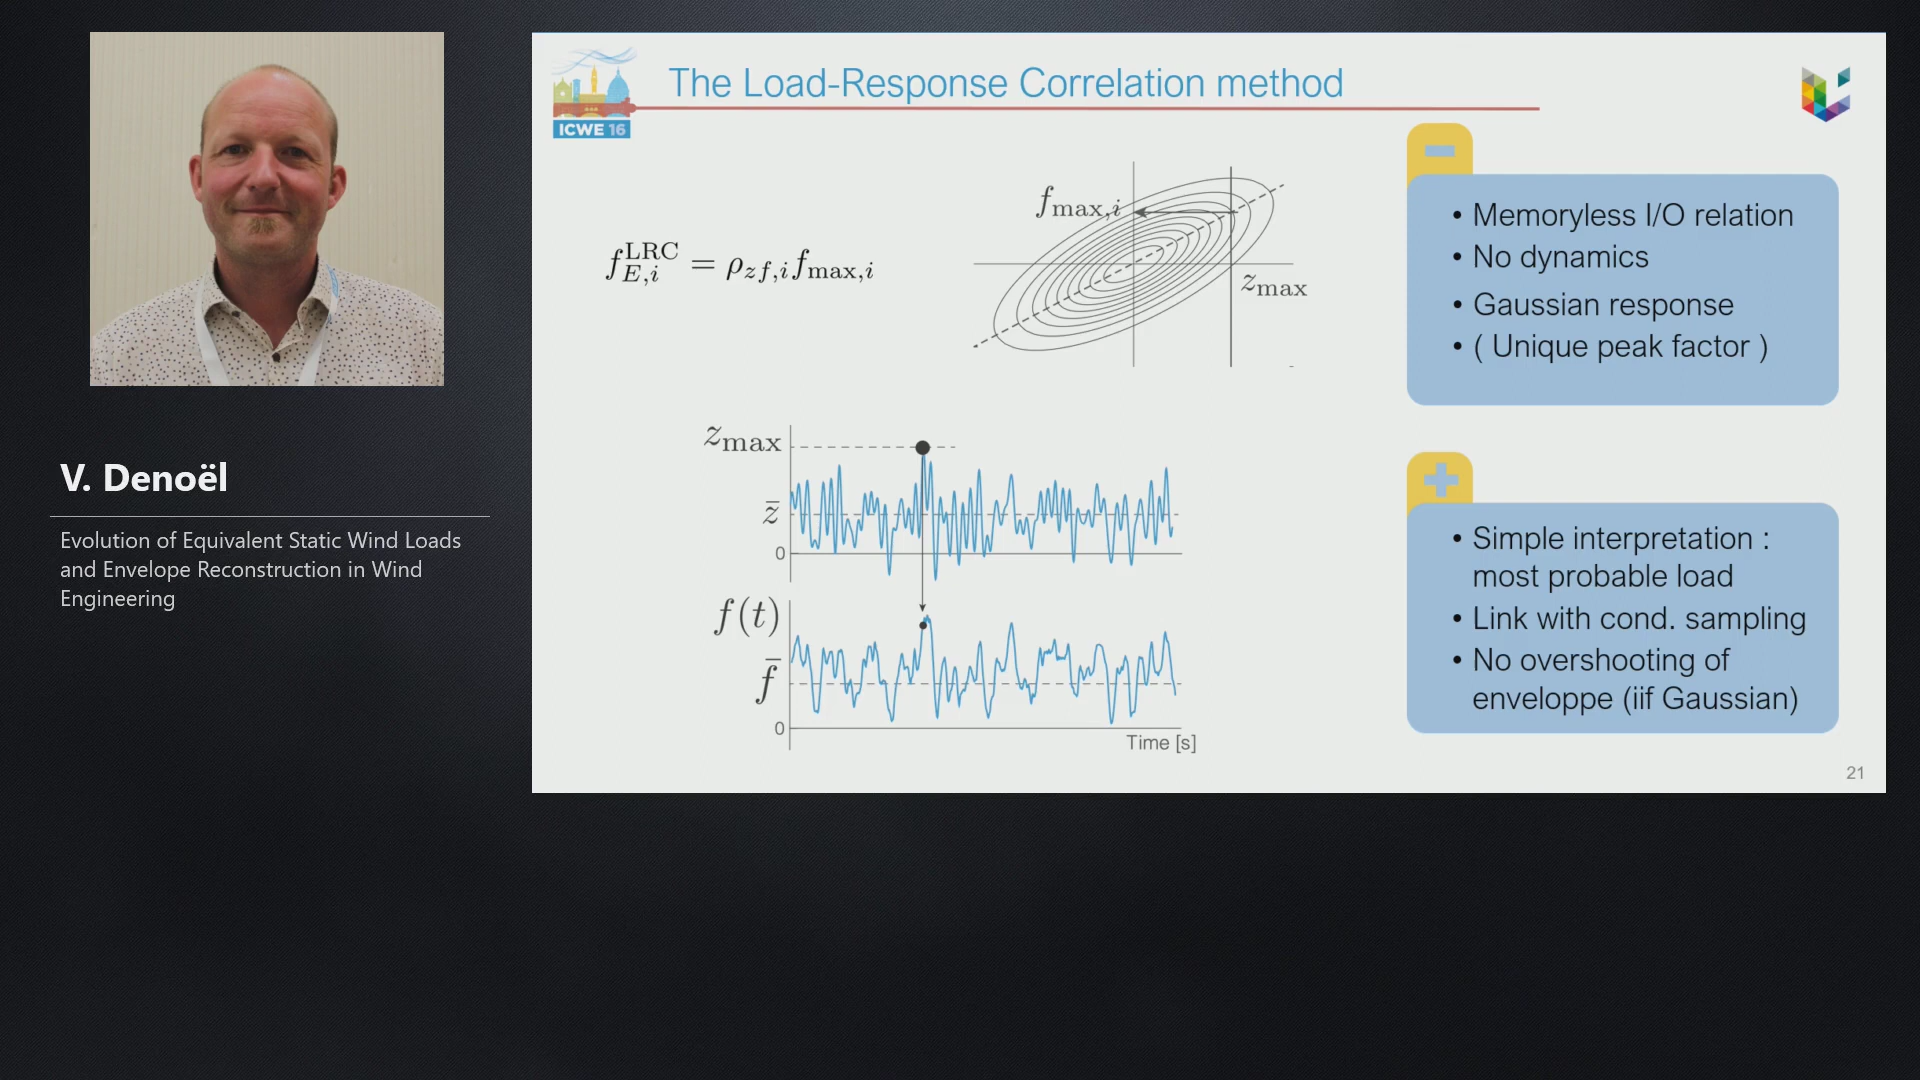 V. Denoël
Evolution of Equivalent Static Wind Loads
and Envelope Reconstruction in Wind
Engineering
ICWE 16
The Load-Response Correlation method
f_{E,i}^{LRC} = ρ_{zf,i} f_{max,i}
f_{max,i}
z_{max}
z_{max}
z̄
0
f(t)
f̄
0
Time [s]
• Memoryless I/O relation
• No dynamics
• Gaussian response
• ( Unique peak factor )
• Simple interpretation :
most probable load
• Link with cond. sampling
• No overshooting of
enveloppe (iif Gaussian)
21